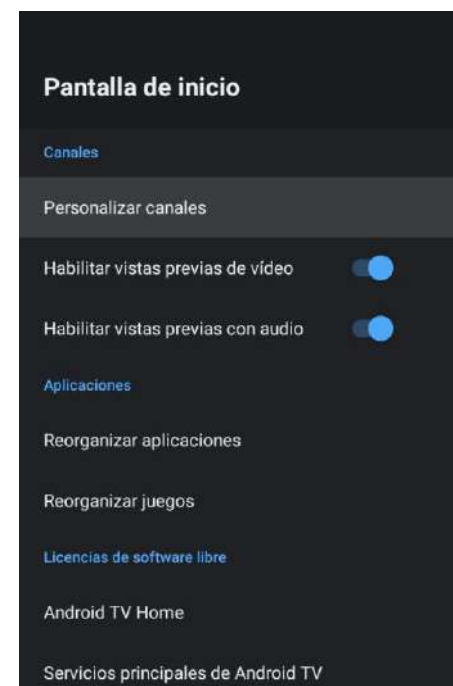 Pantalla de inicio
Canales
Personalizar canales
Habilitar vistas previas de vídeo
Habilitar vistas previas con audio
Aplicaciones
Reorganizar aplicaciones
Reorganizar juegos
Licencias de software libre
Android TV Home
Servicios principales de Android TV